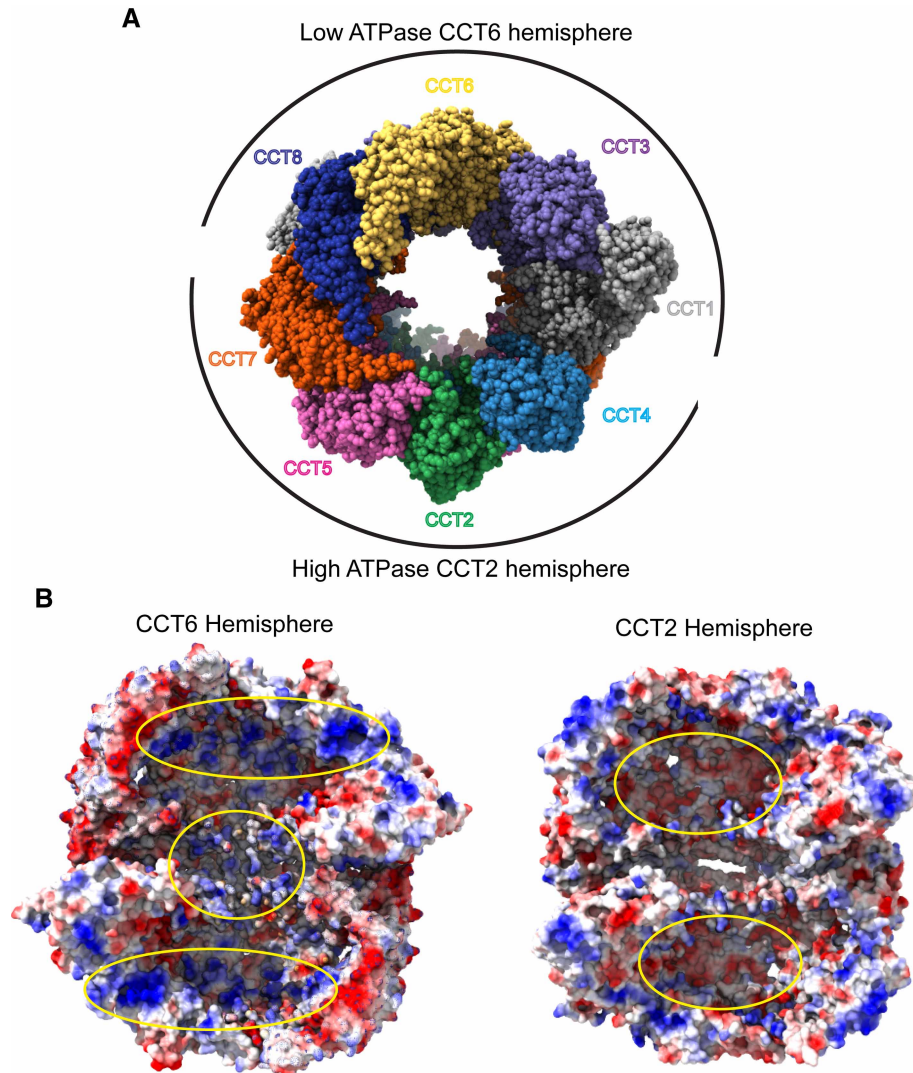 A
Low ATPase CCT6 hemisphere
CCT6
CCT8
CCT3
CCT1
CCT7
CCT4
CCT5
CCT2
High ATPase CCT2 hemisphere
B
CCT6 Hemisphere
CCT2 Hemisphere